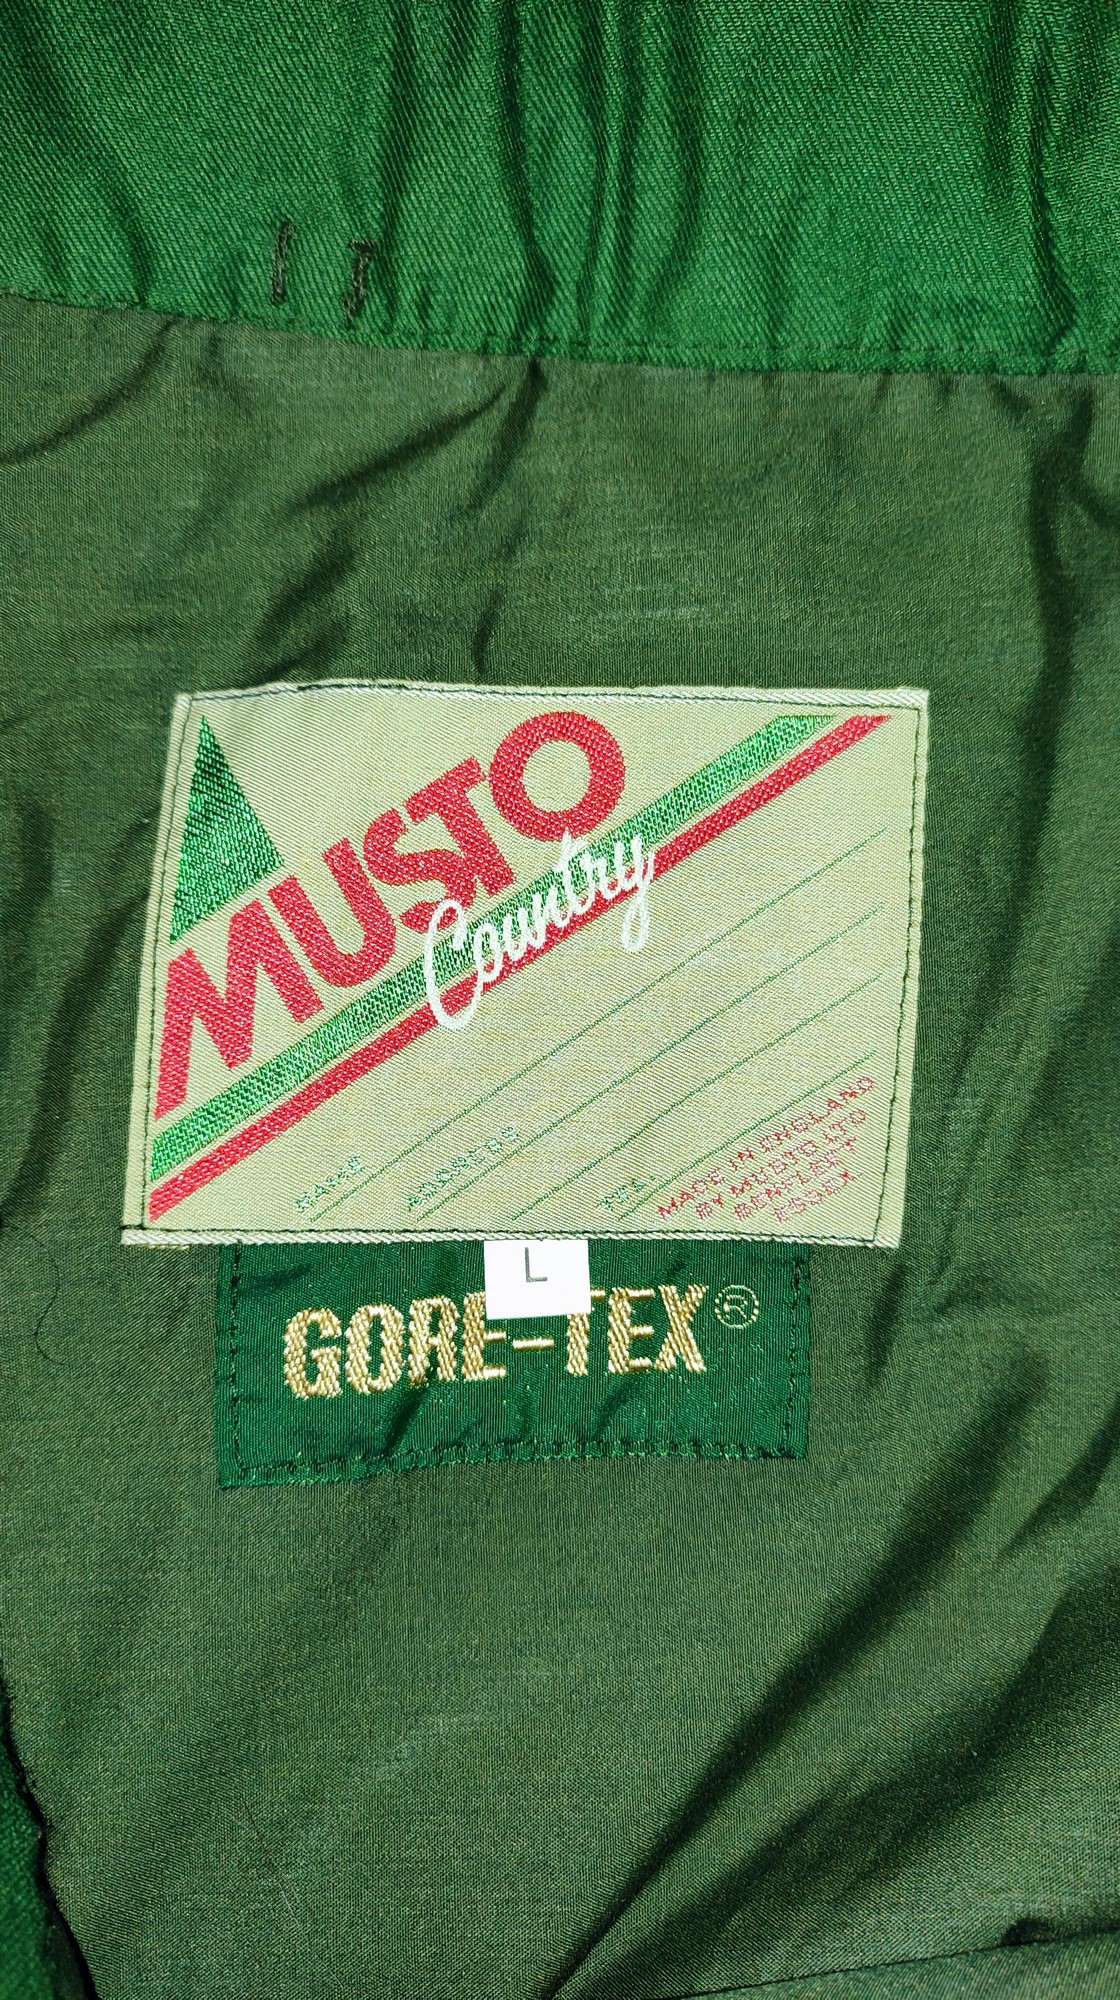 MUSTO
Country
NAME
ADDRESS
TEL
MADE IN ENGLAND
BY MUSTO LTD
BENFLEET
ESSEX
L
GORE-TEX®